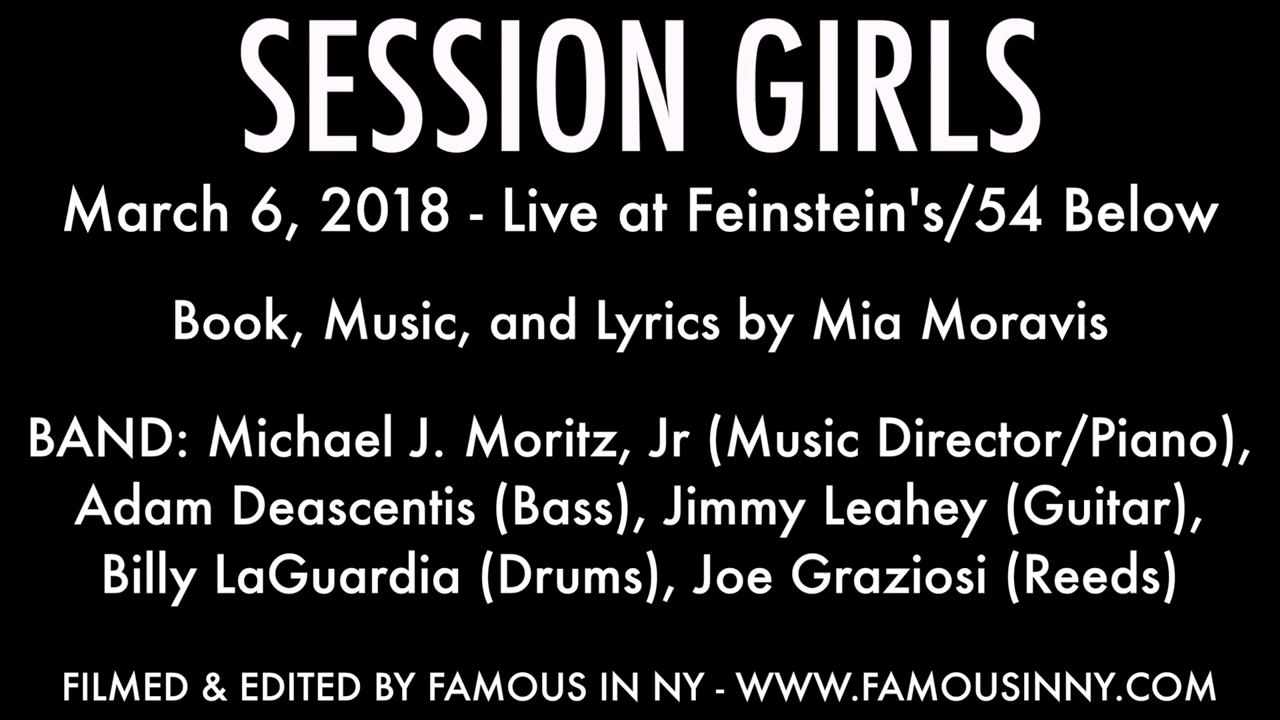 SESSION GIRLS
March 6, 2018 - Live at Feinstein's/54 Below
Book, Music, and Lyrics by Mia Moravis
BAND: Michael J. Moritz, Jr (Music Director/Piano),
Adam Deascentis (Bass), Jimmy Leahey (Guitar),
Billy LaGuardia (Drums), Joe Graziosi (Reeds)
FILMED & EDITED BY FAMOUS IN NY - WWW.FAMOUSINNY.COM